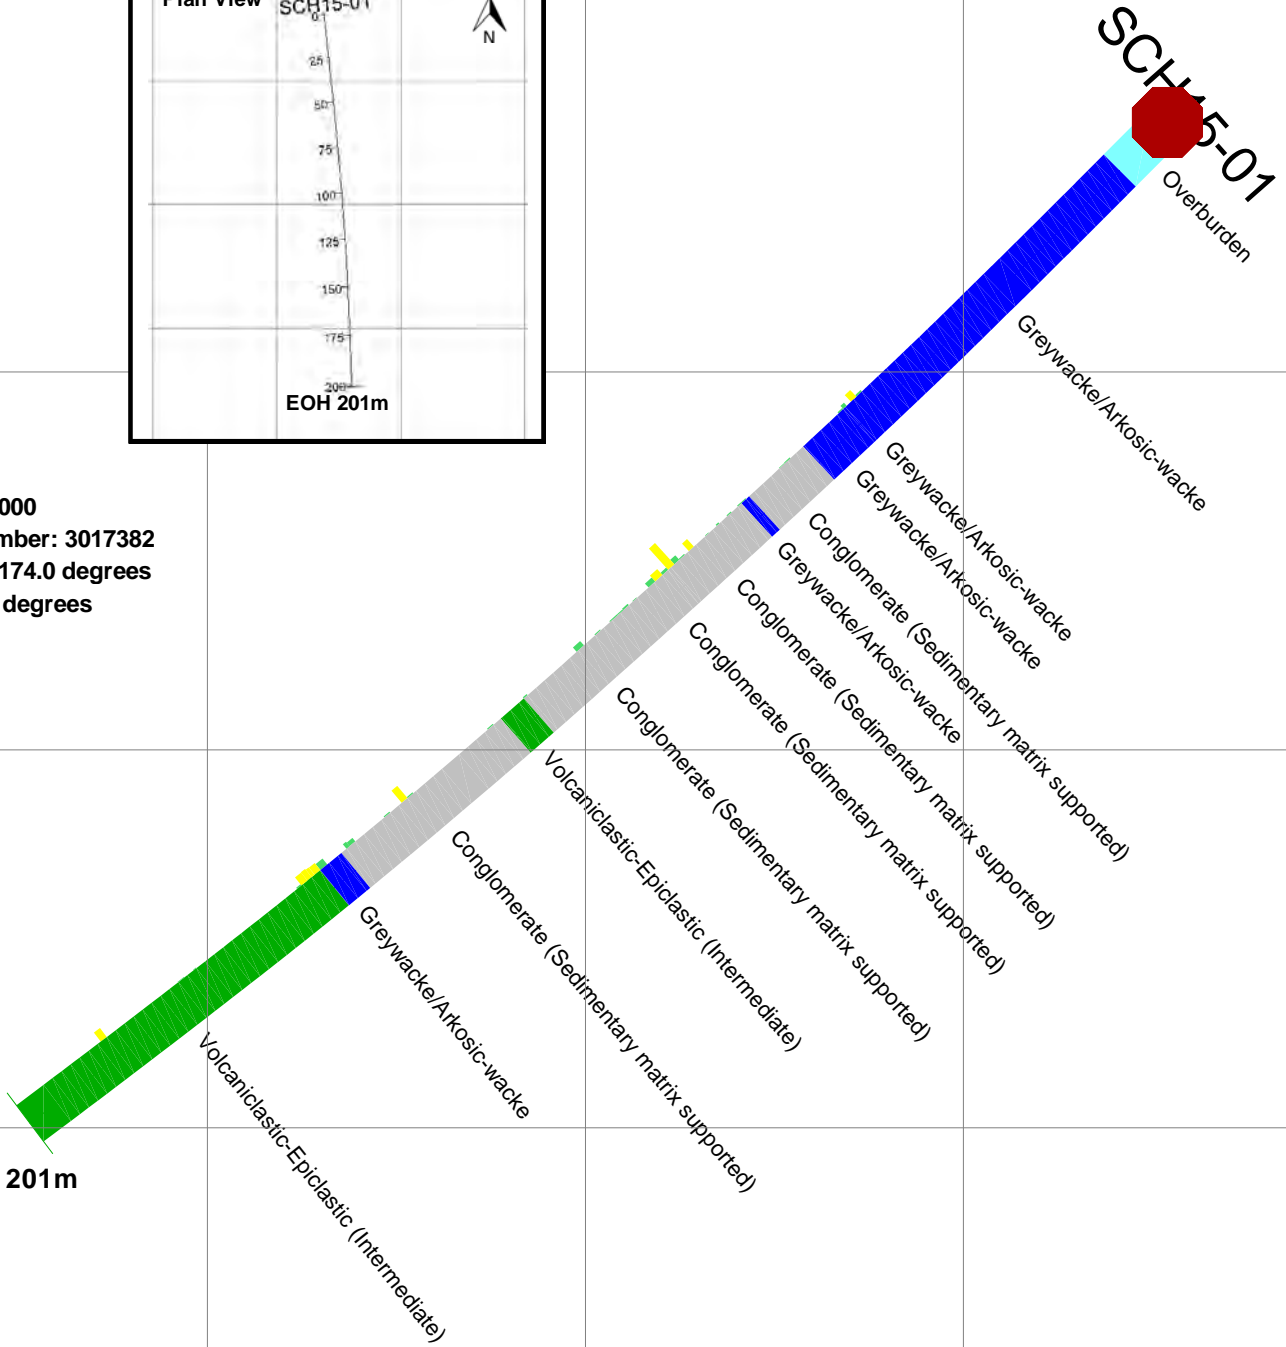 Plan View
SCH15-01
0
25
50
75
100
125
150
175
200
EOH 201m
N
SCH15-01
Overburden
Greywacke/Arkosic-wacke
Greywacke/Arkosic-wacke
Greywacke/Arkosic-wacke
Conglomerate (Sedimentary matrix supported)
Greywacke/Arkosic-wacke
Conglomerate (Sedimentary matrix supported)
Conglomerate (Sedimentary matrix supported)
Conglomerate (Sedimentary matrix supported)
Volcaniclastic-Epiclastic (Intermediate)
Conglomerate (Sedimentary matrix supported)
Greywacke/Arkosic-wacke
Volcaniclastic-Epiclastic (Intermediate)
000
mber: 3017382
174.0 degrees
degrees
201m